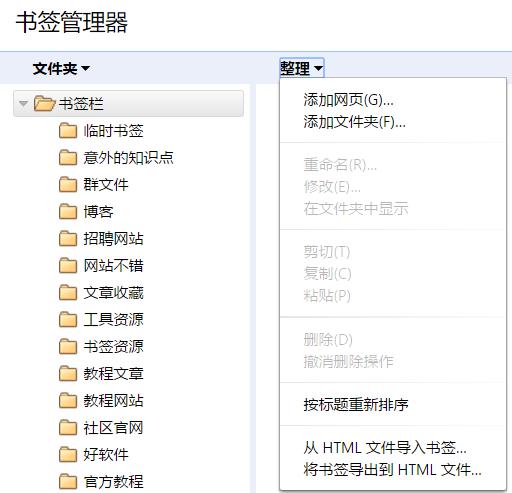 书签管理器
文件夹
整理
书签栏
临时书签
意外的知识点
群文件
博客
招聘网站
网站不错
文章收藏
工具资源
书签资源
教程文章
教程网站
社区官网
好软件
官方教程
添加网页(G)...
添加文件夹(F)...
重命名(R)...
修改(E)...
在文件夹中显示
剪切(T)
复制(C)
粘贴(P)
删除(D)
撤消删除操作
按标题重新排序
从 HTML 文件导入书签...
将书签导出到 HTML 文件...